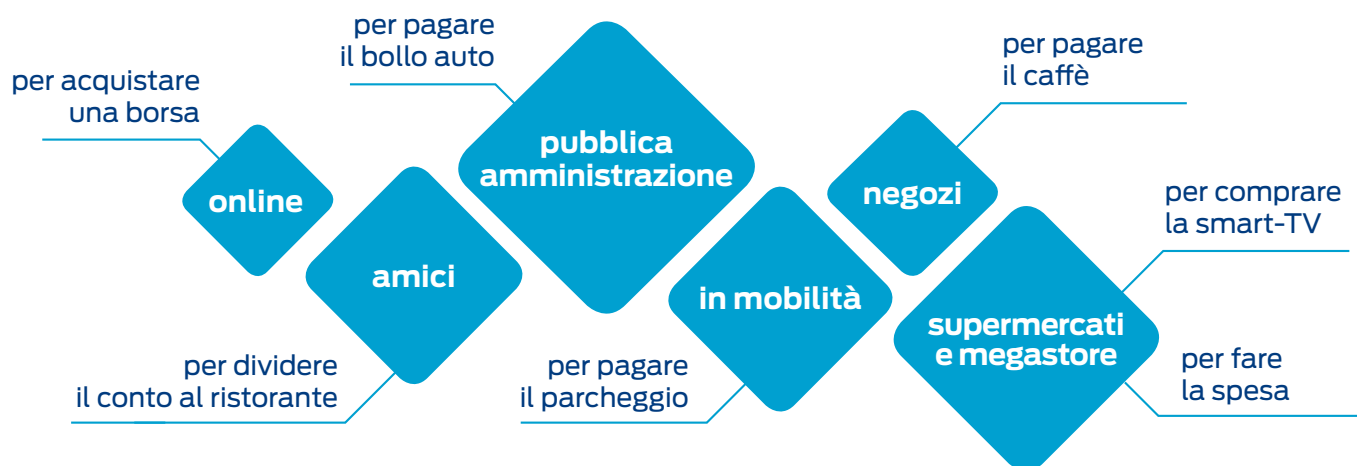 per acquistare
una borsa
online
per dividere
il conto al ristorante
amici
per pagare
il bollo auto
pubblica
amministrazione
per pagare
il parcheggio
in mobilità
per pagare
il caffè
negozi
per comprare
la smart-TV
supermercati
e megastore
per fare
la spesa